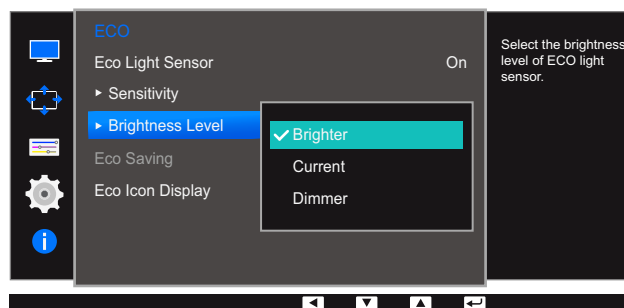 ECO
Eco Light Sensor On
▸ Sensitivity
▸ Brightness Level
Eco Saving
Eco Icon Display
Brighter
Current
Dimmer
Select the brightness
level of ECO light
sensor.